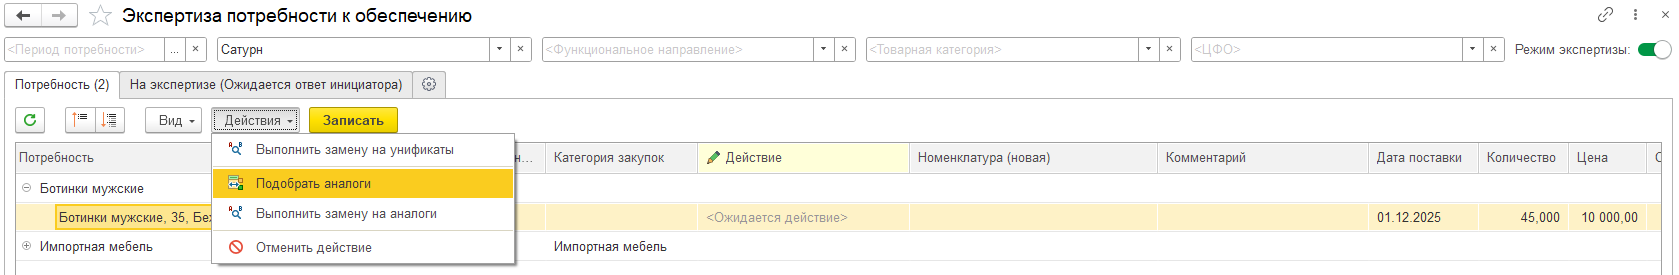 Экспертиза потребности к обеспечению
<Период потребности> ... × Сатурн × <Функциональное направление> × <Товарная категория> × <ЦФО> × Режим экспертизы:
Потребность (2) На экспертизе (Ожидается ответ инициатора)
Вид Действия Записать
Потребность н... Категория закупок Действие Номенклатура (новая) Комментарий Дата поставки Количество Цена С
Выполнить замену на унификаты
Подобрать аналоги
Выполнить замену на аналоги
Отменить действие
Ботинки мужские
Ботинки мужские, 35, Беж <Ожидается действие> 01.12.2025 45,000 10 000,00
Импортная мебель Импортная мебель